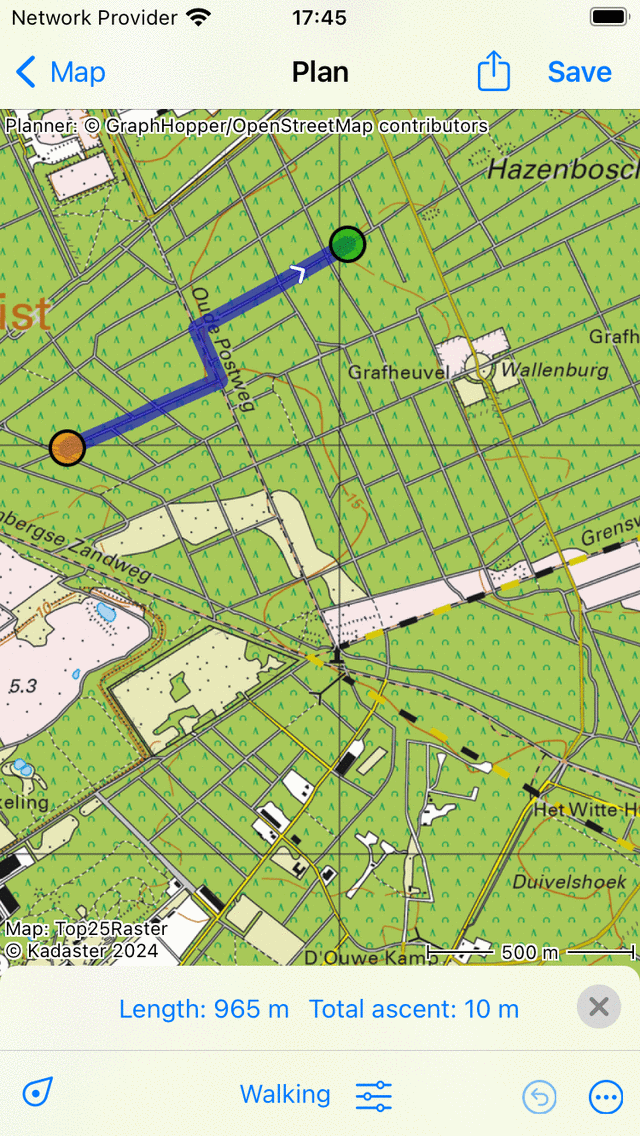 Network Provider 17:45
Map Plan Save
Planner: © GraphHopper/OpenStreetMap contributors
Hazenbosch
ist
Oude Postweg
Grafh
Grafheuvel
Wallenburg
15
nbergse Zandweg
Grensw
10
5.3
keling
Het Witte H
Duivelshoek
Map: Top25Raster
© Kadaster 2024
D'Ouwe Kamp
500 m
Length: 965 m Total ascent: 10 m
Walking